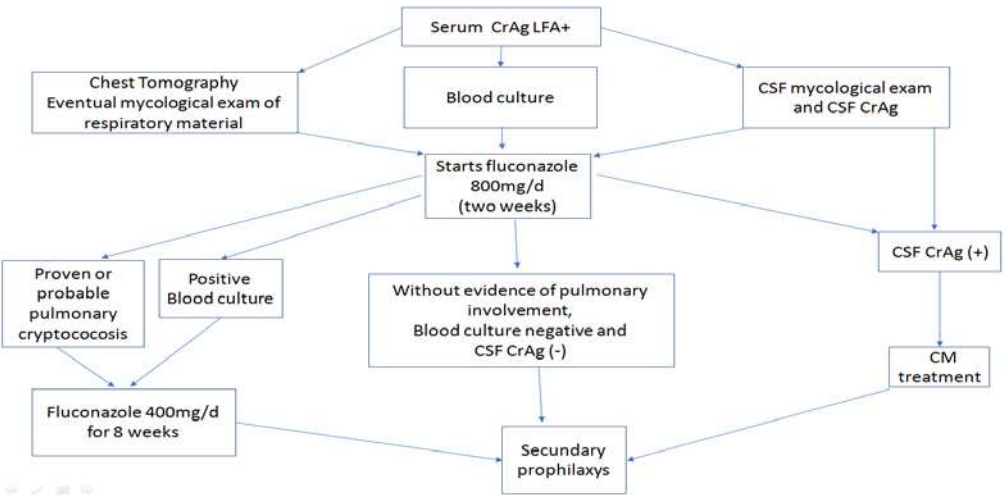 Serum CrAg LFA+
Chest Tomography
Eventual mycological exam of
respiratory material
Blood culture
CSF mycological exam
and CSF CrAg
Starts fluconazole
800mg/d
(two weeks)
Proven or
probable
pulmonary
cryptococosis
Positive
Blood culture
Without evidence of pulmonary
involvement,
Blood culture negative and
CSF CrAg (-)
CSF CrAg (+)
CM
treatment
Fluconazole 400mg/d
for 8 weeks
Secundary
prophilaxys